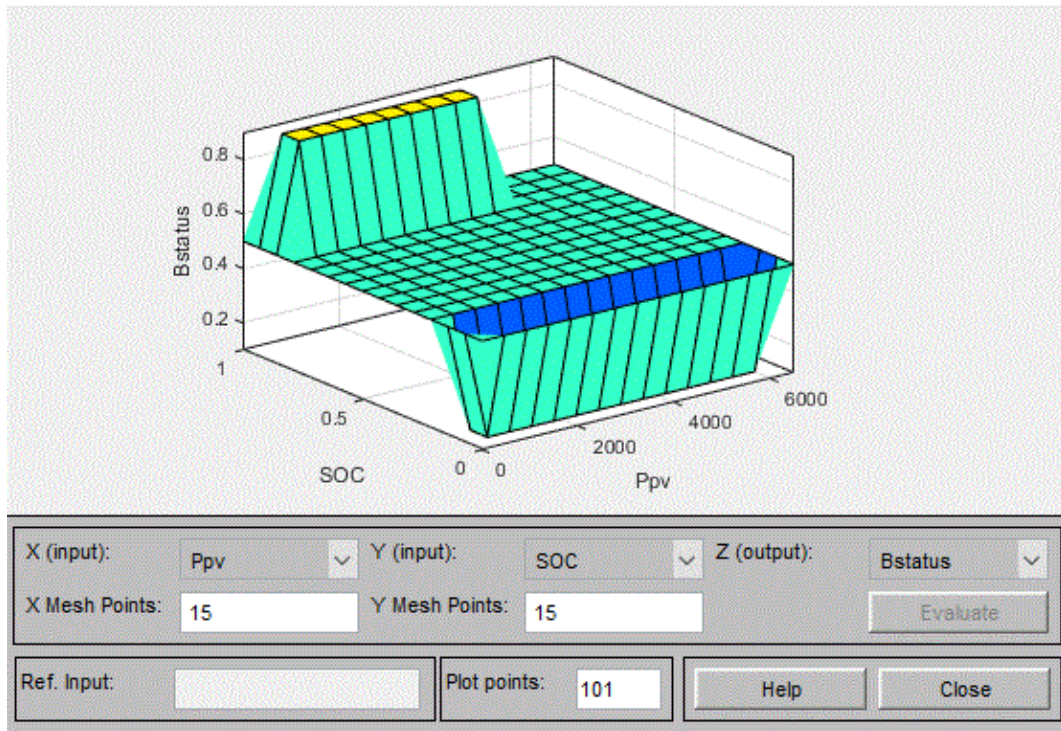 0.8
0.6
0.4
0.2
Bstatus
1
0.5
0
SOC
0
2000
4000
6000
Ppv
X (input): Ppv Y (input): SOC Z (output): Bstatus
X Mesh Points: 15 Y Mesh Points: 15 Evaluate
Ref. Input: Plot points: 101 Help Close